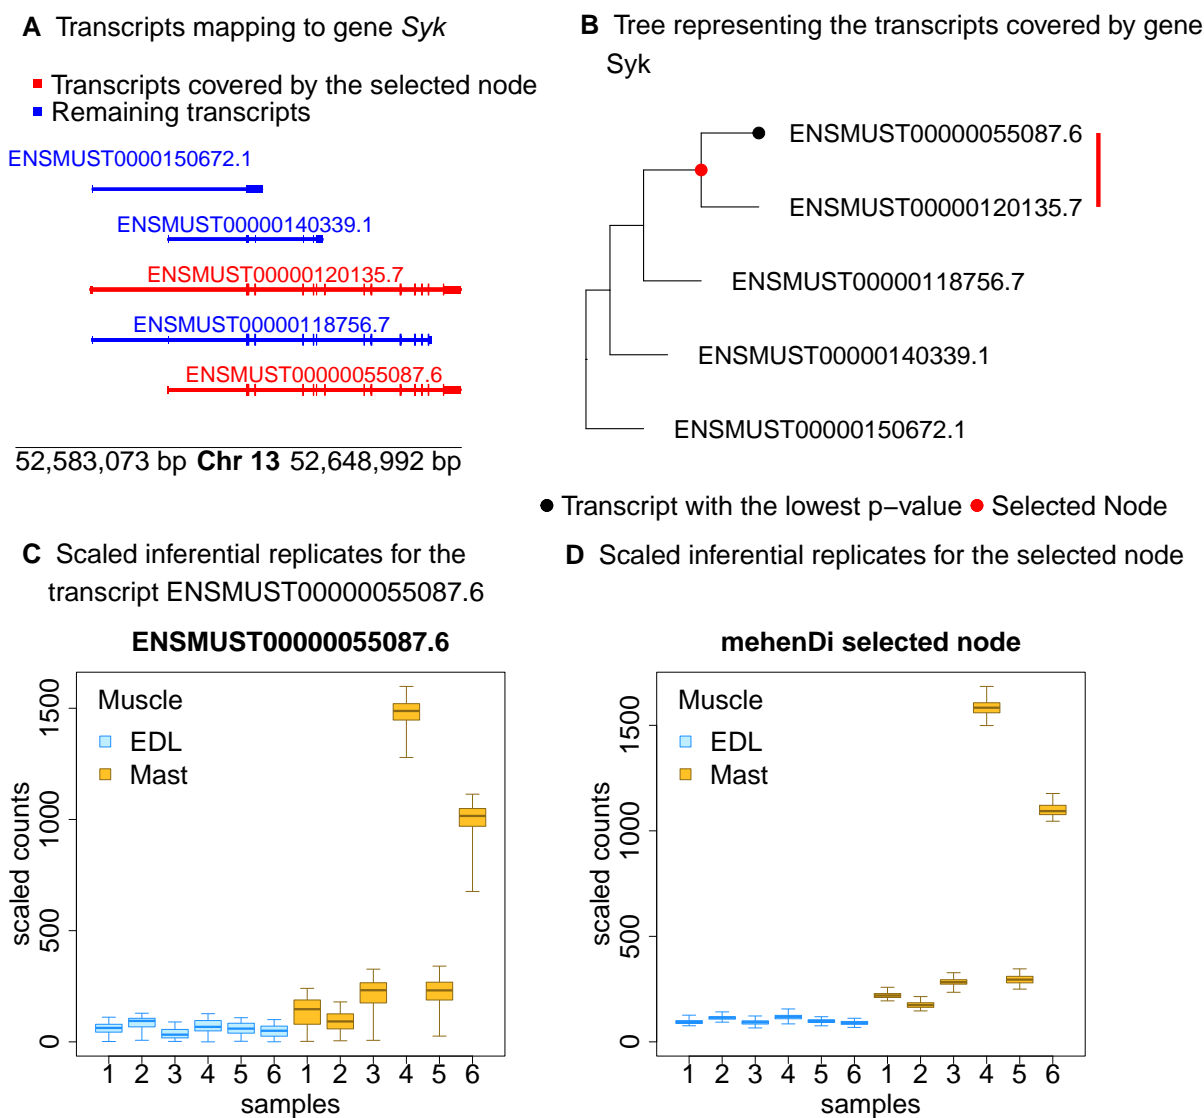 A Transcripts mapping to gene Syk
Transcripts covered by the selected node
Remaining transcripts
ENSMUST0000150672.1
ENSMUST00000140339.1
ENSMUST00000120135.7
ENSMUST00000118756.7
ENSMUST00000055087.6
52,583,073 bp Chr 13 52,648,992 bp
B Tree representing the transcripts covered by gene
Syk
ENSMUST00000055087.6
ENSMUST00000120135.7
ENSMUST00000118756.7
ENSMUST00000140339.1
ENSMUST00000150672.1
Transcript with the lowest p−value Selected Node
C Scaled inferential replicates for the
transcript ENSMUST00000055087.6
ENSMUST00000055087.6
Muscle
EDL
Mast
scaled counts
1500
1000
500
0
1 2 3 4 5 6 1 2 3 4 5 6
samples
D Scaled inferential replicates for the selected node
mehenDi selected node
Muscle
EDL
Mast
scaled counts
1500
1000
500
0
1 2 3 4 5 6 1 2 3 4 5 6
samples